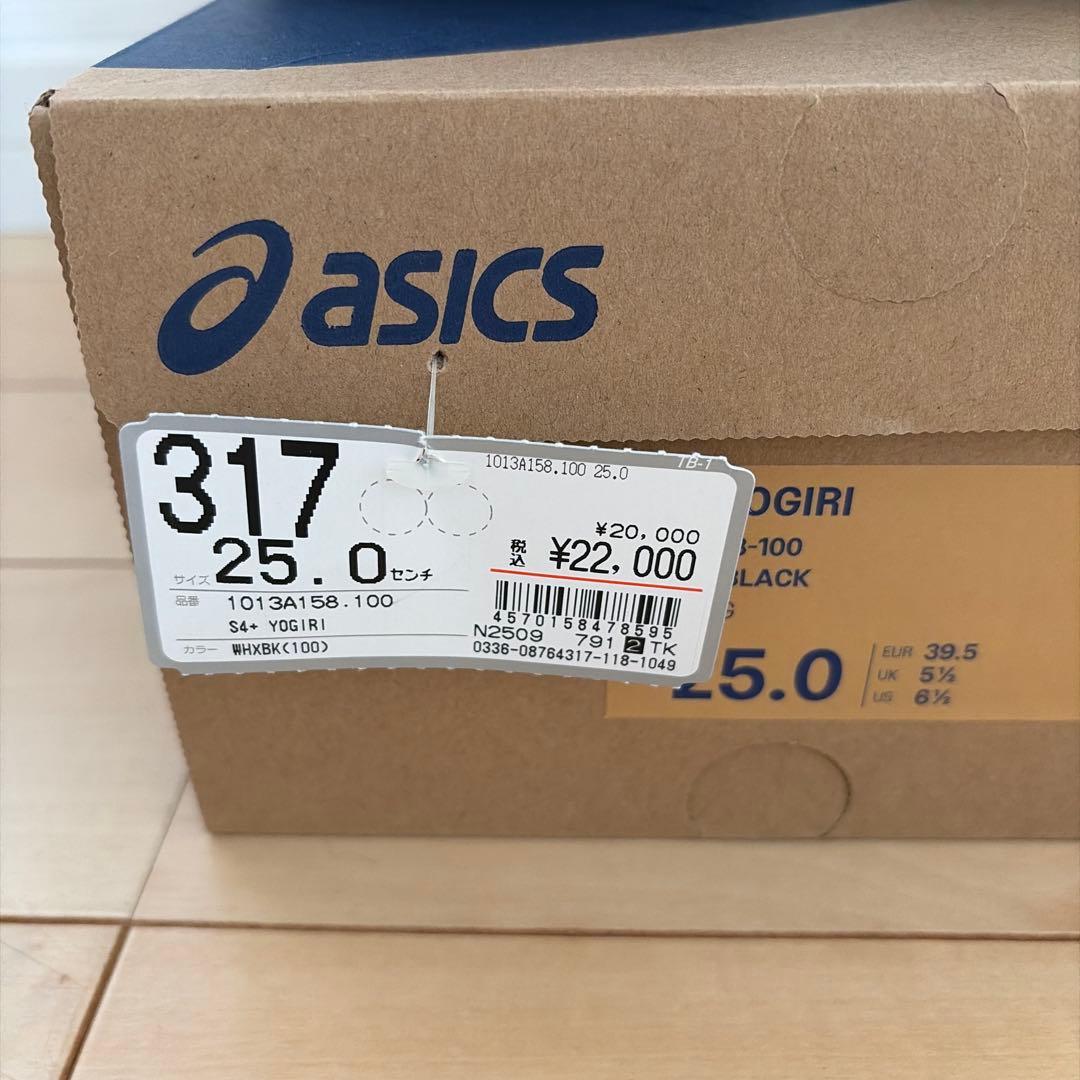 asics
TB-1
317
1013A158.100 25.0
¥20,000
税込 ¥22,000
サイズ 25.0センチ
品番 1013A158.100
S4+ YOGIRI
カラー WHXBK(100)
4570158478595
N2509 791 2 TK
0336-08764317-118-1049
OGIRI
-100
BLACK
G
25.0
EUR 39.5
UK 5½
US 6½